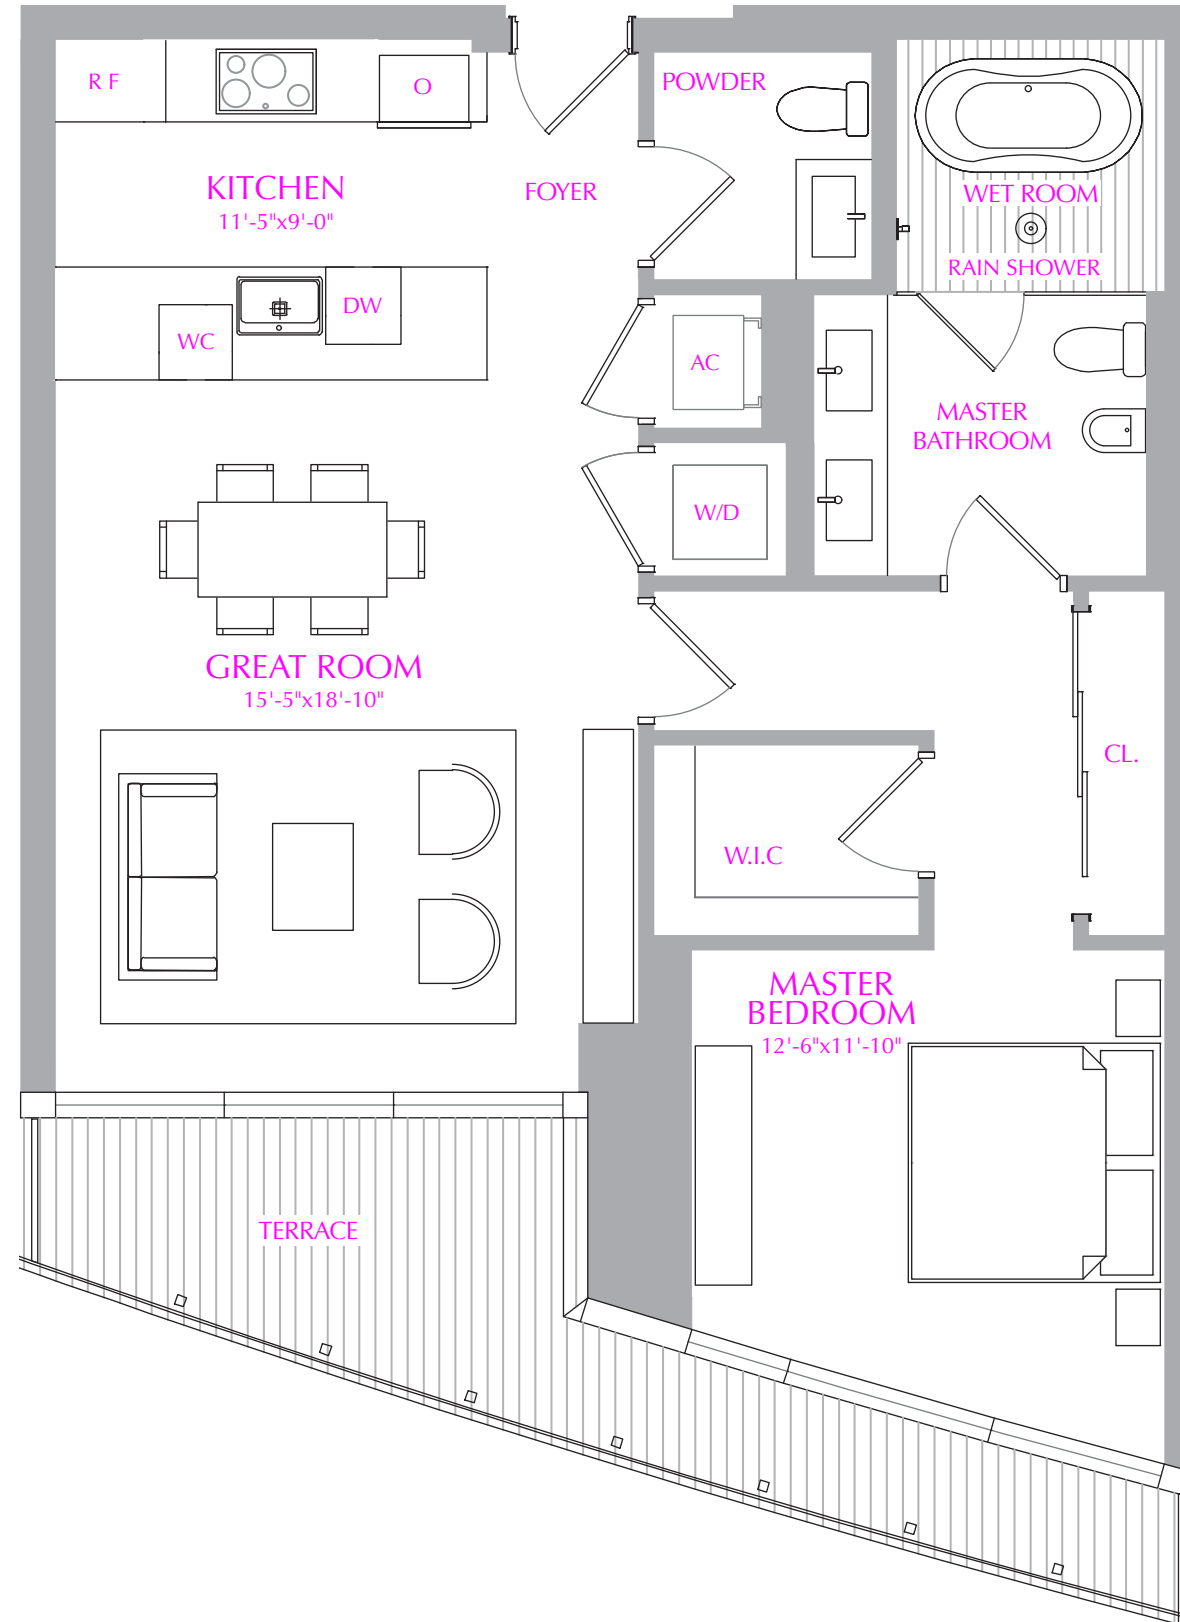 R F
O
POWDER
KITCHEN
11'-5"x9'-0"
FOYER
WET ROOM
RAIN SHOWER
WC
DW
AC
MASTER
BATHROOM
W/D
GREAT ROOM
15'-5"x18'-10"
CL.
W.I.C
MASTER
BEDROOM
12'-6"x11'-10"
TERRACE